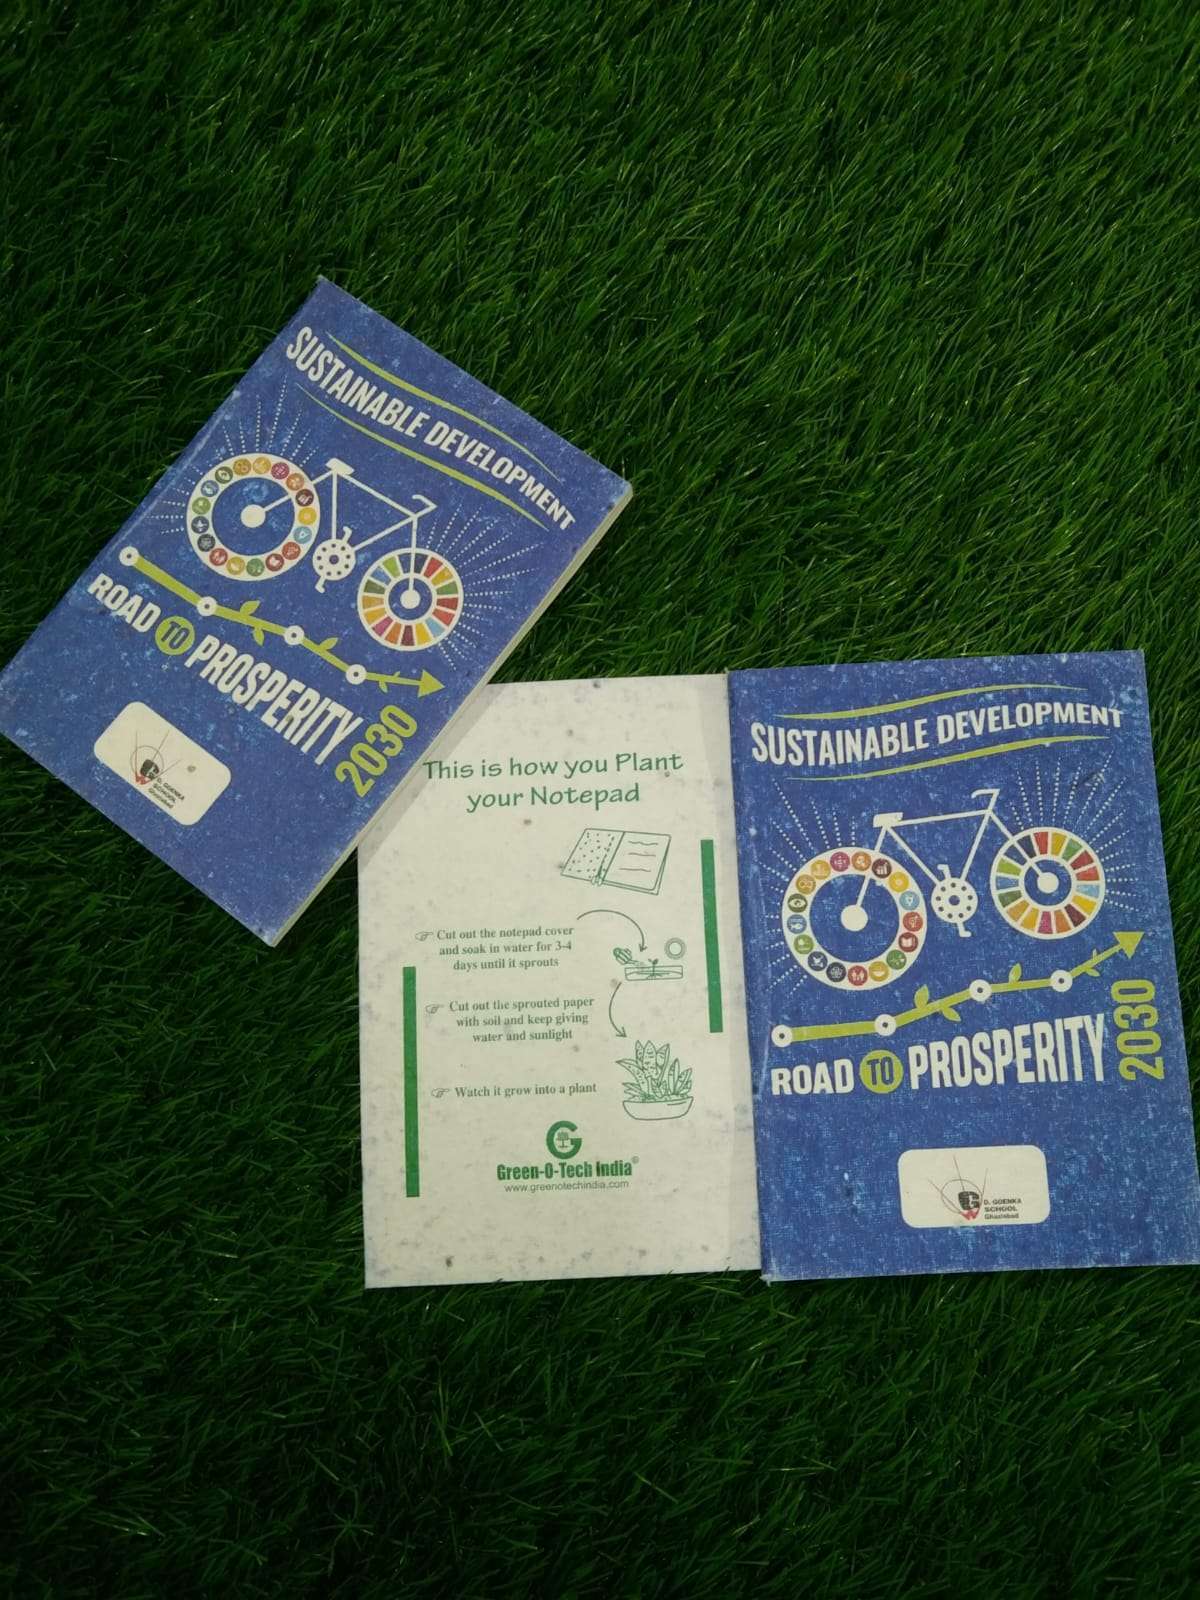 SUSTAINABLE DEVELOPMENT
ROAD TO PROSPERITY
2030
D. GOENKA
SCHOOL
Ghaziabad
This is how you Plant
your Notepad
Cut out the notepad cover
and soak in water for 3-4
days until it sprouts
Cut out the sprouted paper
with soil and keep giving
water and sunlight
Watch it grow into a plant
Green-O-Tech India©
www.greenotechindia.com
SUSTAINABLE DEVELOPMENT
ROAD TO PROSPERITY
2030
D. GOENKA
SCHOOL
Ghaziabad